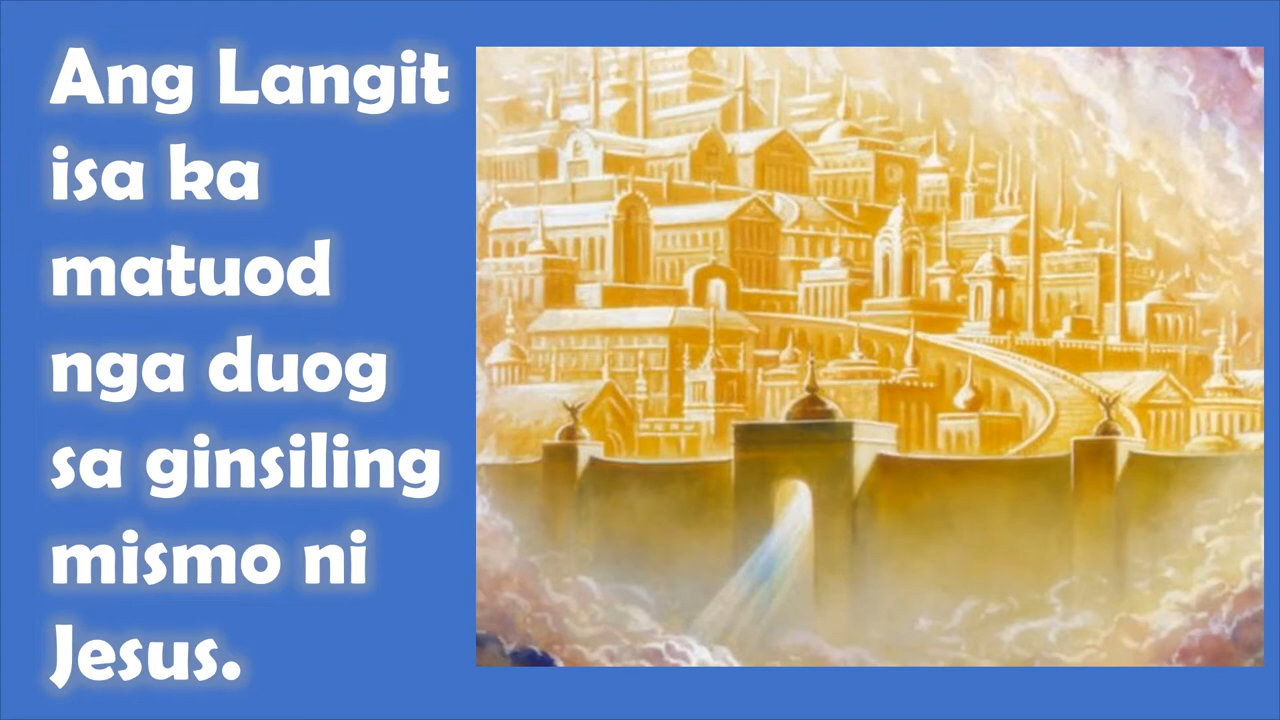 Ang Langit
isa ka
matuod
nga duog
sa ginsiling
mismo ni
Jesus.